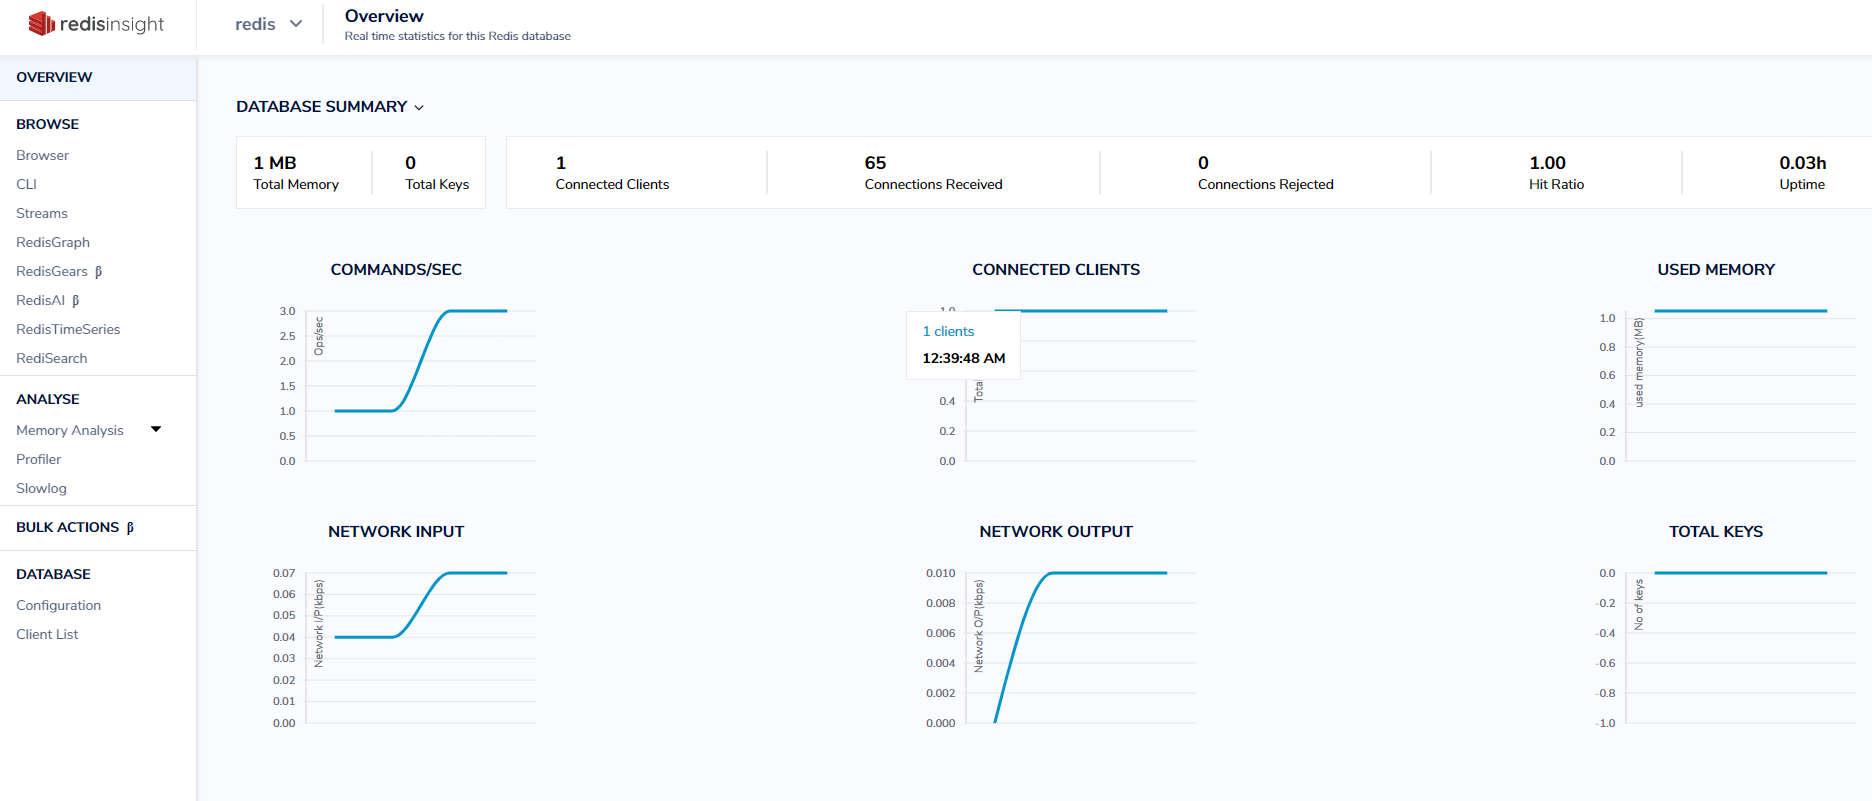 redisinsight
redis
Overview
Real time statistics for this Redis database
OVERVIEW
BROWSE
Browser
CLI
Streams
RedisGraph
RedisGears β
RedisAI β
RedisTimeSeries
RediSearch
ANALYSE
Memory Analysis
Profiler
Slowlog
BULK ACTIONS β
DATABASE
Configuration
Client List
DATABASE SUMMARY
1 MB
Total Memory
0
Total Keys
1
Connected Clients
65
Connections Received
0
Connections Rejected
1.00
Hit Ratio
0.03h
Uptime
COMMANDS/SEC
3.0
2.5
2.0
1.5
1.0
0.5
0.0
Ops/sec
CONNECTED CLIENTS
1.0
1 clients
12:39:48 AM
0.4
0.2
0.0
Tota
USED MEMORY
1.0
0.8
0.6
0.4
0.2
0.0
used memory(MB)
NETWORK INPUT
0.07
0.06
0.05
0.04
0.03
0.02
0.01
0.00
Network I/P(kbps)
NETWORK OUTPUT
0.010
0.008
0.006
0.004
0.002
0.000
Network O/P(kbps)
TOTAL KEYS
0.0
-0.2
-0.4
-0.6
-0.8
-1.0
No of keys